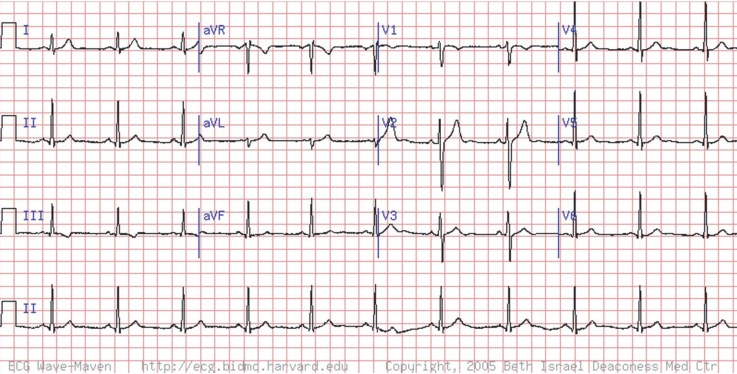 I aVR V1 V4
II aVL V2 V5
III aVF V3 V6
II
ECG Wave-Maven http://ecg.bidmc.harvard.edu Copyright, 2005 Beth Israel Deaconess Med Ctr